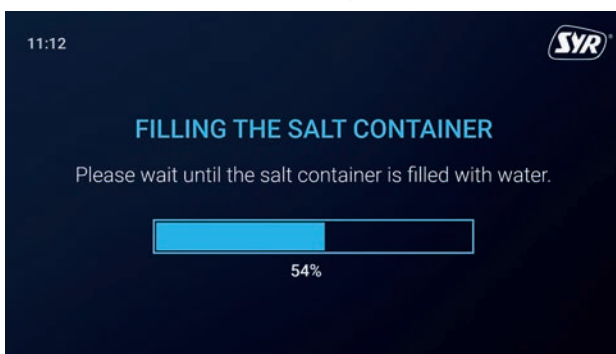 11:12
SYR®
FILLING THE SALT CONTAINER
Please wait until the salt container is filled with water.
54%